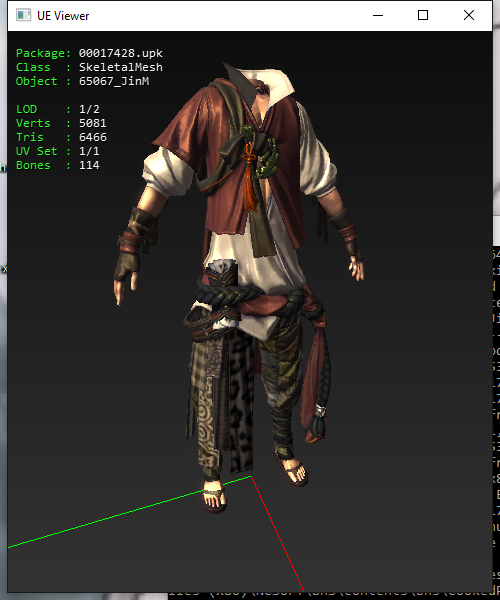 UE Viewer
Package: 00017428.upk
Class : SkeletalMesh
Object : 65067_JinM
LOD : 1/2
Verts : 5081
Tris : 6466
UV Set : 1/1
Bones : 114